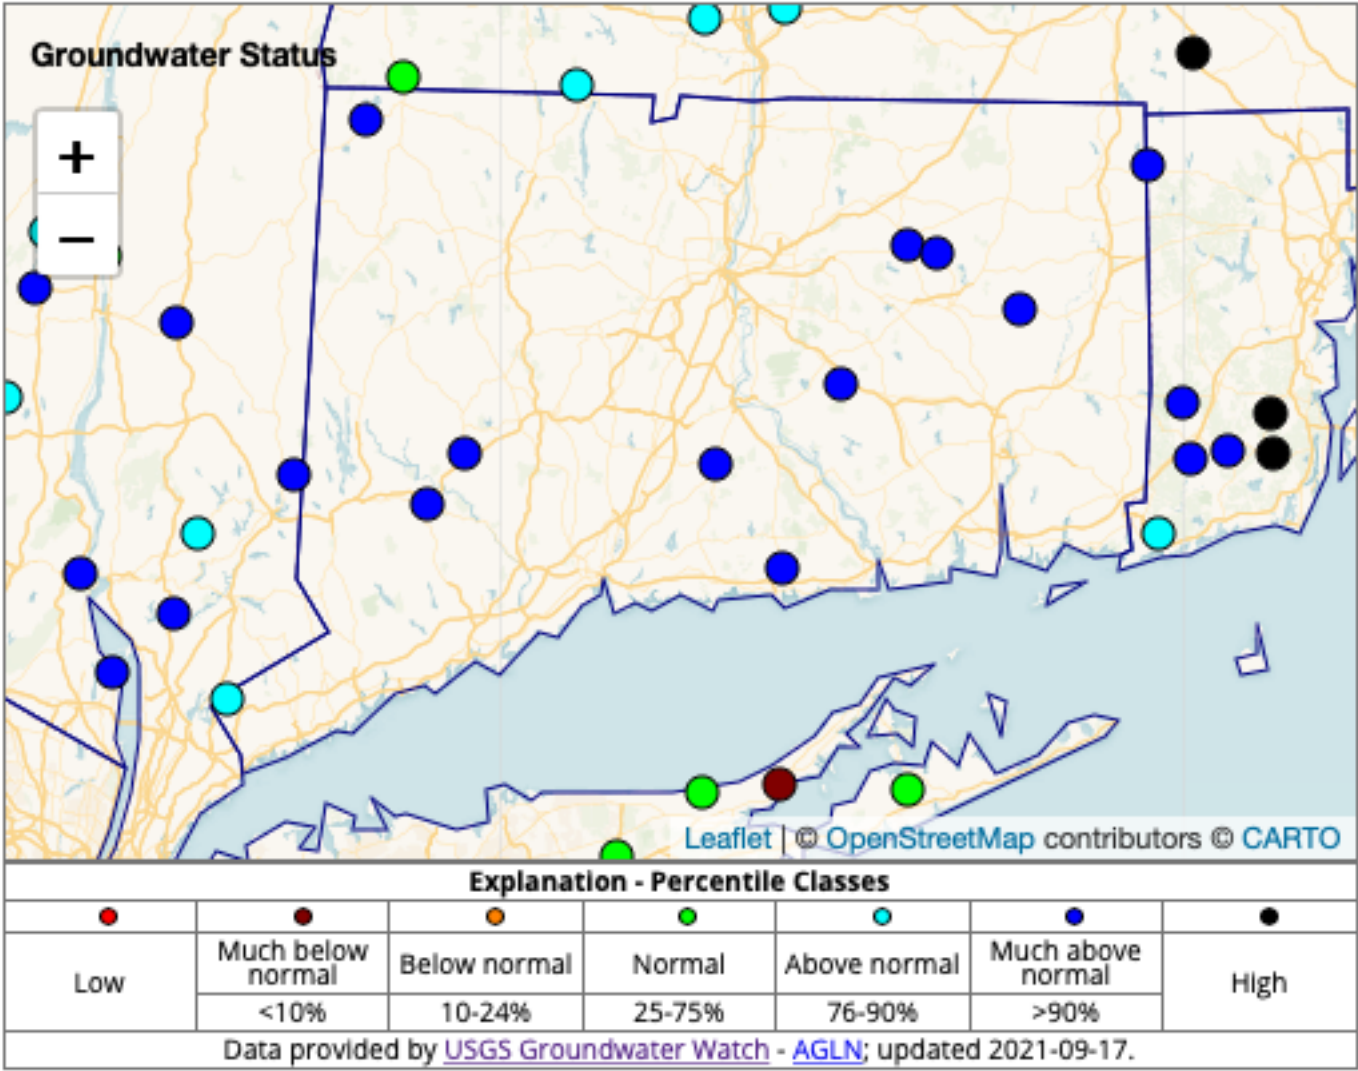 Groundwater Status
+
−
Leaflet | © OpenStreetMap contributors © CARTO
Explanation - Percentile Classes
Low
Much below normal
Below normal
Normal
Above normal
Much above normal
High
<10%
10-24%
25-75%
76-90%
>90%
Data provided by USGS Groundwater Watch - AGLN; updated 2021-09-17.